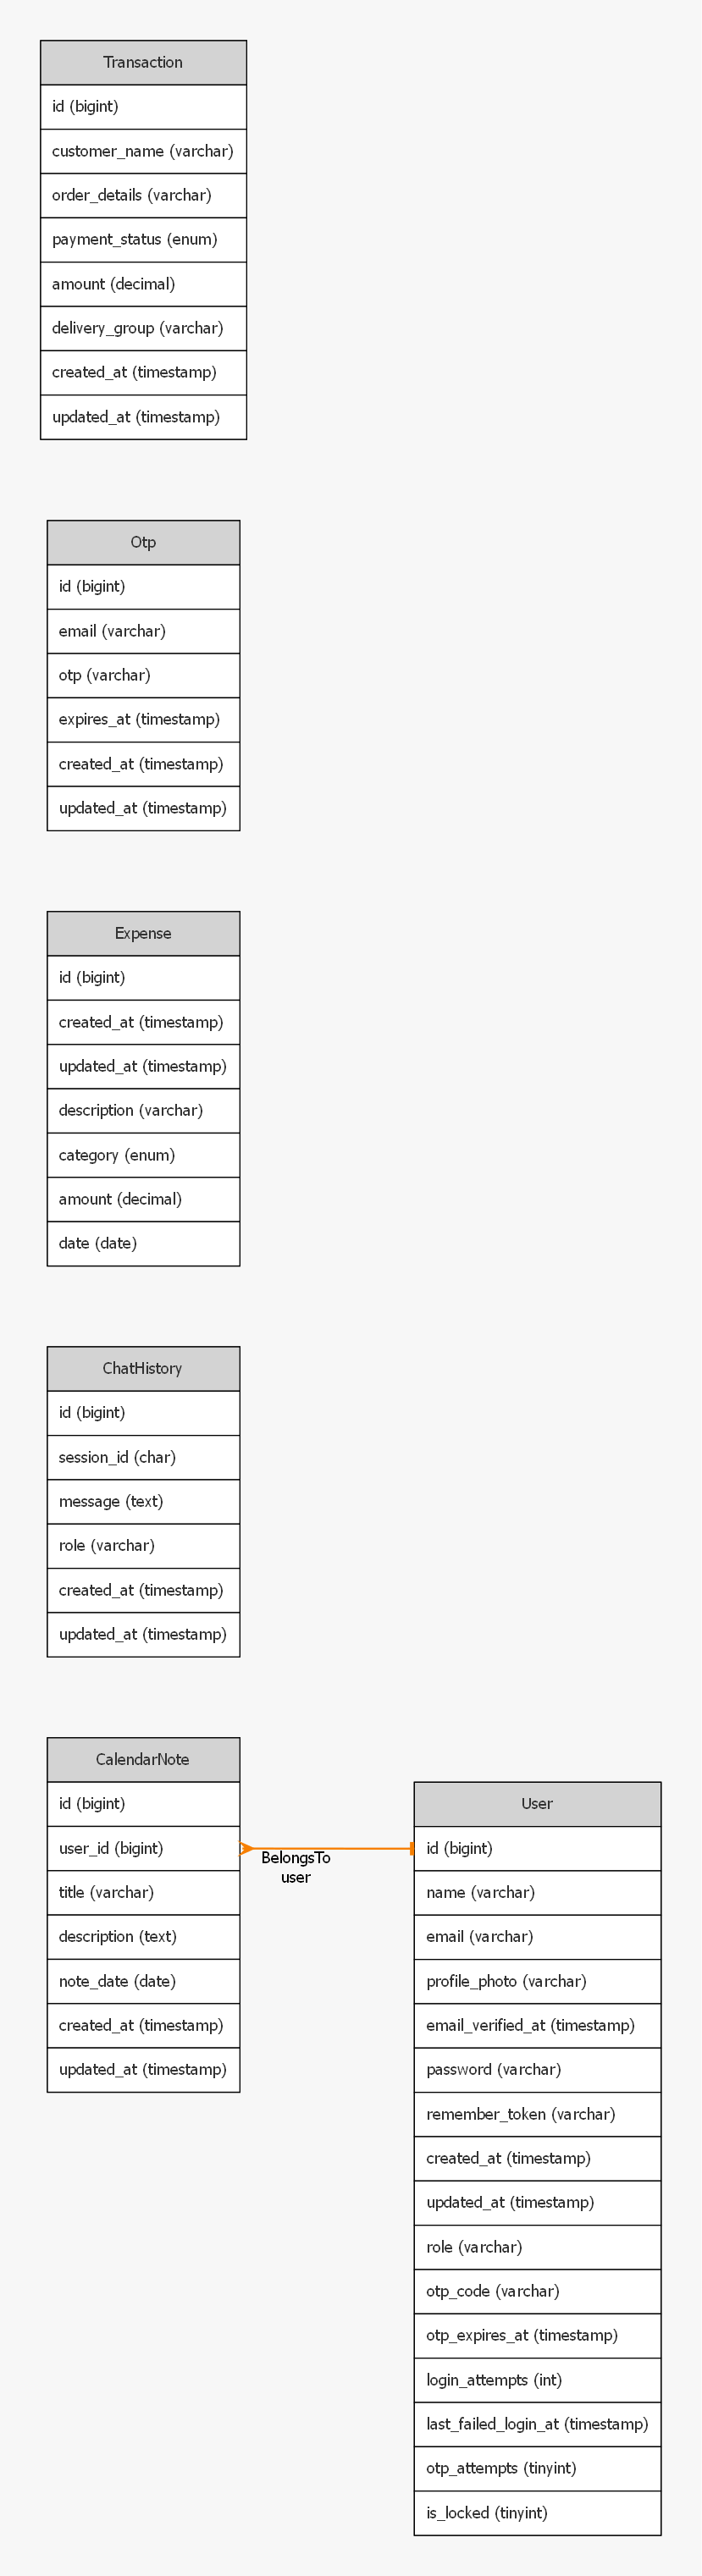 Transaction
id (bigint)
customer_name (varchar)
order_details (varchar)
payment_status (enum)
amount (decimal)
delivery_group (varchar)
created_at (timestamp)
updated_at (timestamp)
Otp
id (bigint)
email (varchar)
otp (varchar)
expires_at (timestamp)
created_at (timestamp)
updated_at (timestamp)
Expense
id (bigint)
created_at (timestamp)
updated_at (timestamp)
description (varchar)
category (enum)
amount (decimal)
date (date)
ChatHistory
id (bigint)
session_id (char)
message (text)
role (varchar)
created_at (timestamp)
updated_at (timestamp)
CalendarNote
id (bigint)
user_id (bigint)
title (varchar)
description (text)
note_date (date)
created_at (timestamp)
updated_at (timestamp)
BelongsTo
user
User
id (bigint)
name (varchar)
email (varchar)
profile_photo (varchar)
email_verified_at (timestamp)
password (varchar)
remember_token (varchar)
created_at (timestamp)
updated_at (timestamp)
role (varchar)
otp_code (varchar)
otp_expires_at (timestamp)
login_attempts (int)
last_failed_login_at (timestamp)
otp_attempts (tinyint)
is_locked (tinyint)